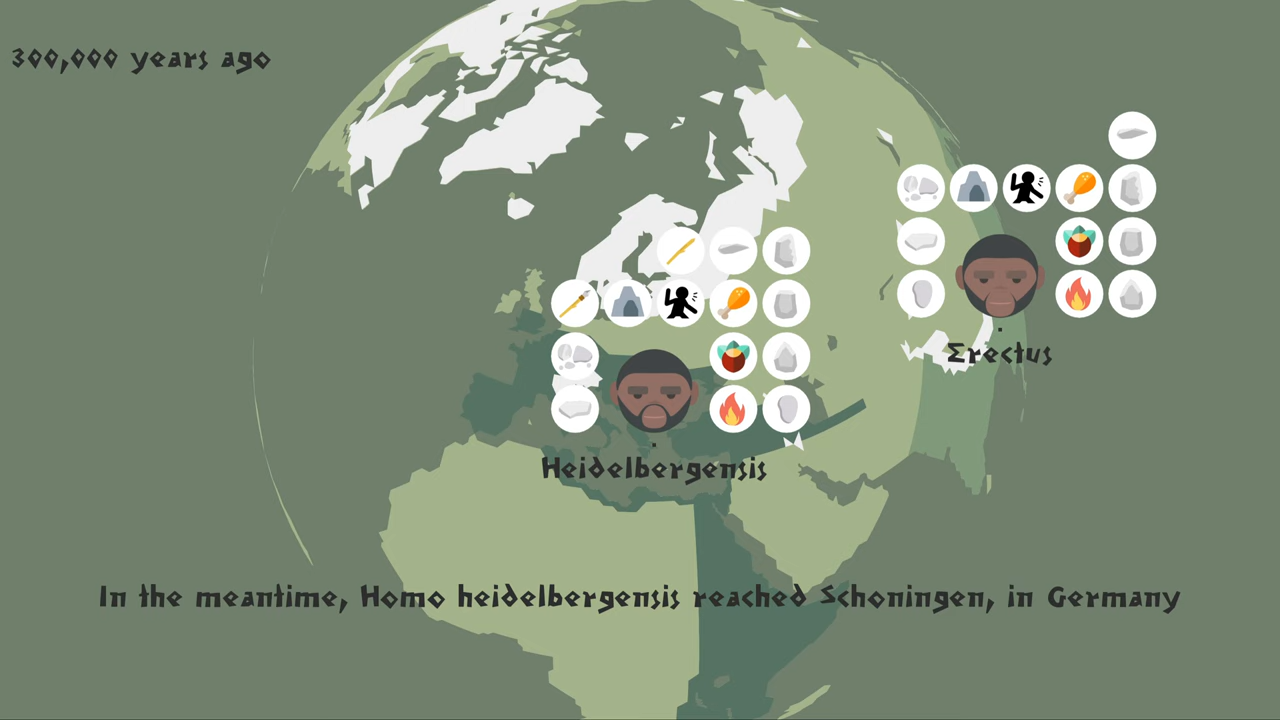 300,000 years ago
Erectus
Heidelbergensis
In the meantime, Homo heidelbergensis reached Schoningen, in Germany